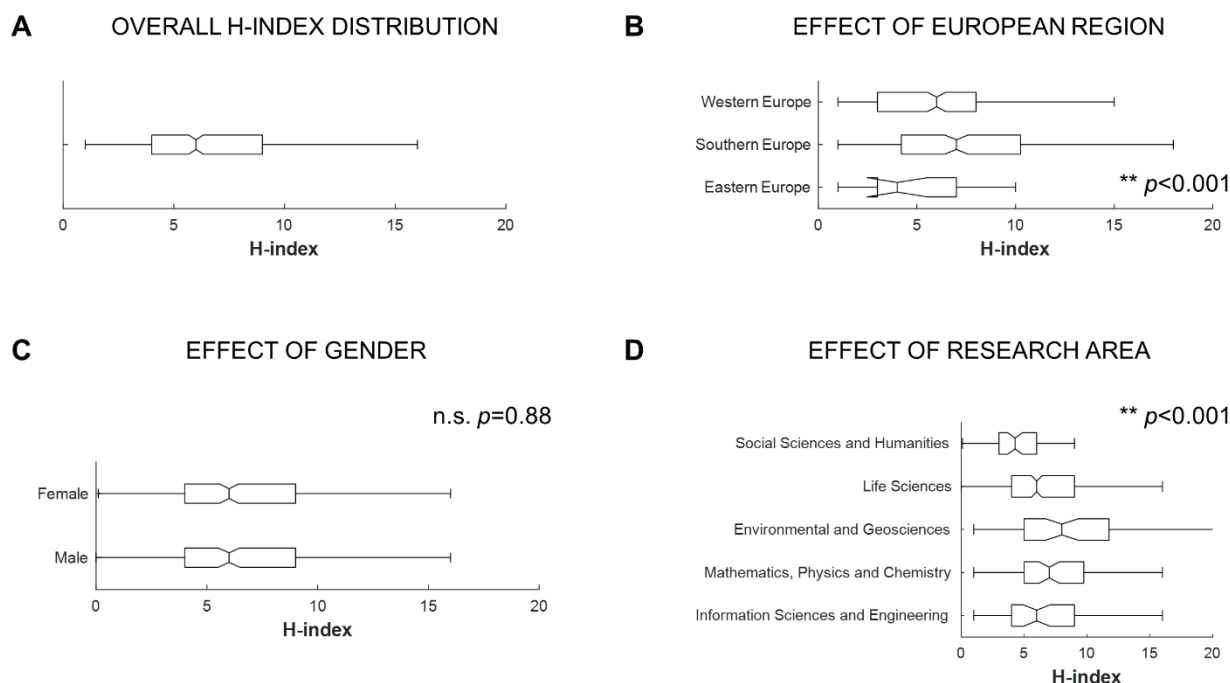 A OVERALL H-INDEX DISTRIBUTION
0 5 10 15 20
H-index
B EFFECT OF EUROPEAN REGION
Western Europe
Southern Europe
Eastern Europe
** p<0.001
0 5 10 15 20
H-index
C EFFECT OF GENDER
n.s. p=0.88
Female
Male
0 5 10 15 20
H-index
D EFFECT OF RESEARCH AREA
** p<0.001
Social Sciences and Humanities
Life Sciences
Environmental and Geosciences
Mathematics, Physics and Chemistry
Information Sciences and Engineering
0 5 10 15 20
H-index